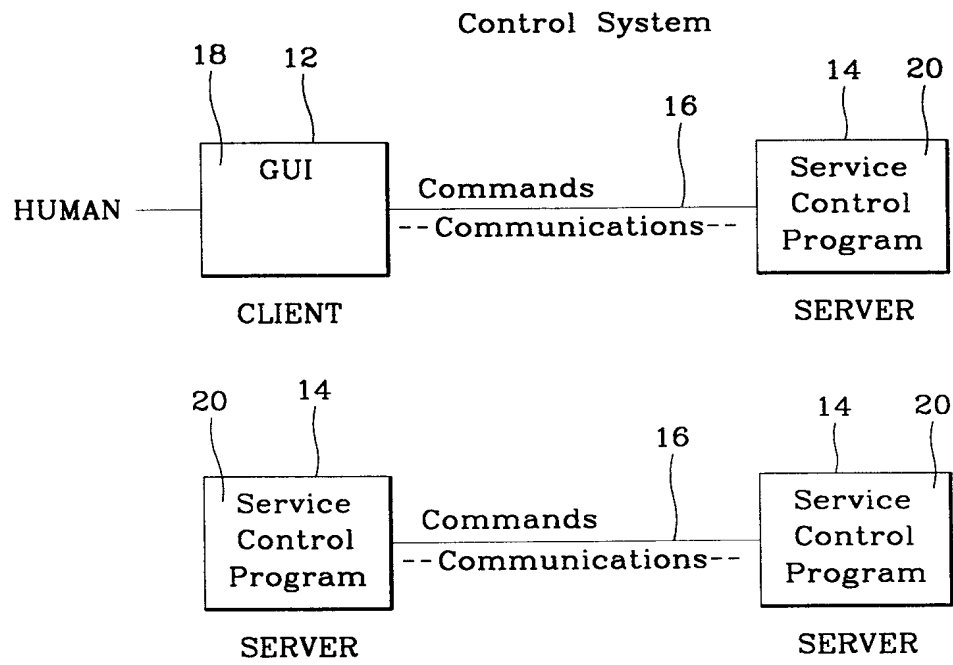 Control System
18 12 14 20
16
GUI
Service
Control
Program
HUMAN
Commands
--Communications--
CLIENT
SERVER
20 14 14 20
16
Service
Control
Program
Commands
--Communications--
Service
Control
Program
SERVER
SERVER